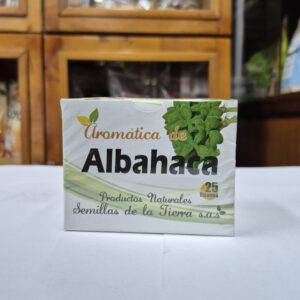 Aromática de
Albahaca
25
Productos Naturales
Semillas de la Tierra s.a.s